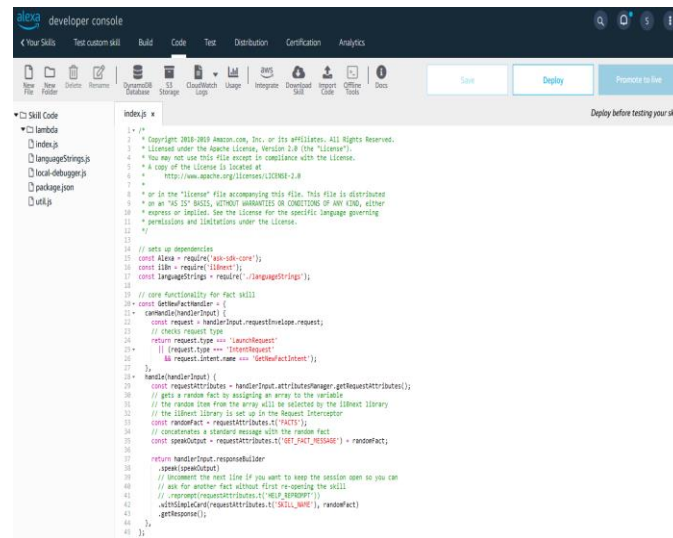 alexa developer console
S
Your Skills Test custom skill Build Code Test Distribution Certification Analytics
New File New Folder Delete Rename DynamoDB Database S3 Storage CloudWatch Logs Usage aws Integrate Download Skill Import Code Offline Tools Docs Save Deploy Promote to live
Skill Code
lambda
index.js
languageStrings.js
local-debugger.js
package.json
util.js
index.js x
Deploy before testing your sk
1 /*
2 * Copyright 2018-2019 Amazon.com, Inc. or its affiliates. All Rights Reserved.
3 * Licensed under the Apache License, Version 2.0 (the "License").
4 * You may not use this file except in compliance with the License.
5 * A copy of the License is located at
6 * http://www.apache.org/licenses/LICENSE-2.0
7 *
8 * or in the "license" file accompanying this file. This file is distributed
9 * on an "AS IS" BASIS, WITHOUT WARRANTIES OR CONDITIONS OF ANY KIND, either
10 * express or implied. See the License for the specific language governing
11 * permissions and limitations under the License.
12 */
13
14 // sets up dependencies
15 const Alexa = require('ask-sdk-core');
16 const i18n = require('i18next');
17 const languageStrings = require('./languageStrings');
18
19 // core functionality for fact skill
20 const GetNewFactHandler = {
21 canHandle(handlerInput) {
22 const request = handlerInput.requestEnvelope.request;
23 // checks request type
24 return request.type === 'LaunchRequest'
25 || (request.type === 'IntentRequest'
26 && request.intent.name === 'GetNewFactIntent');
27 },
28 handle(handlerInput) {
29 const requestAttributes = handlerInput.attributesManager.getRequestAttributes();
30 // gets a random fact by assigning an array to the variable
31 // the random item from the array will be selected by the i18next library
32 // the i18next library is set up in the Request Interceptor
33 const randomFact = requestAttributes.t('FACTS');
34 // concatenates a standard message with the random fact
35 const speakOutput = requestAttributes.t('GET_FACT_MESSAGE') + randomFact;
36
37 return handlerInput.responseBuilder
38 .speak(speakOutput)
39 // Uncomment the next line if you want to keep the session open so you can
40 // ask for another fact without first re-opening the skill
41 // .reprompt(requestAttributes.t('HELP_REPROMPT'))
42 .withSimpleCard(requestAttributes.t('SKILL_NAME'), randomFact)
43 .getResponse();
44 },
45 };